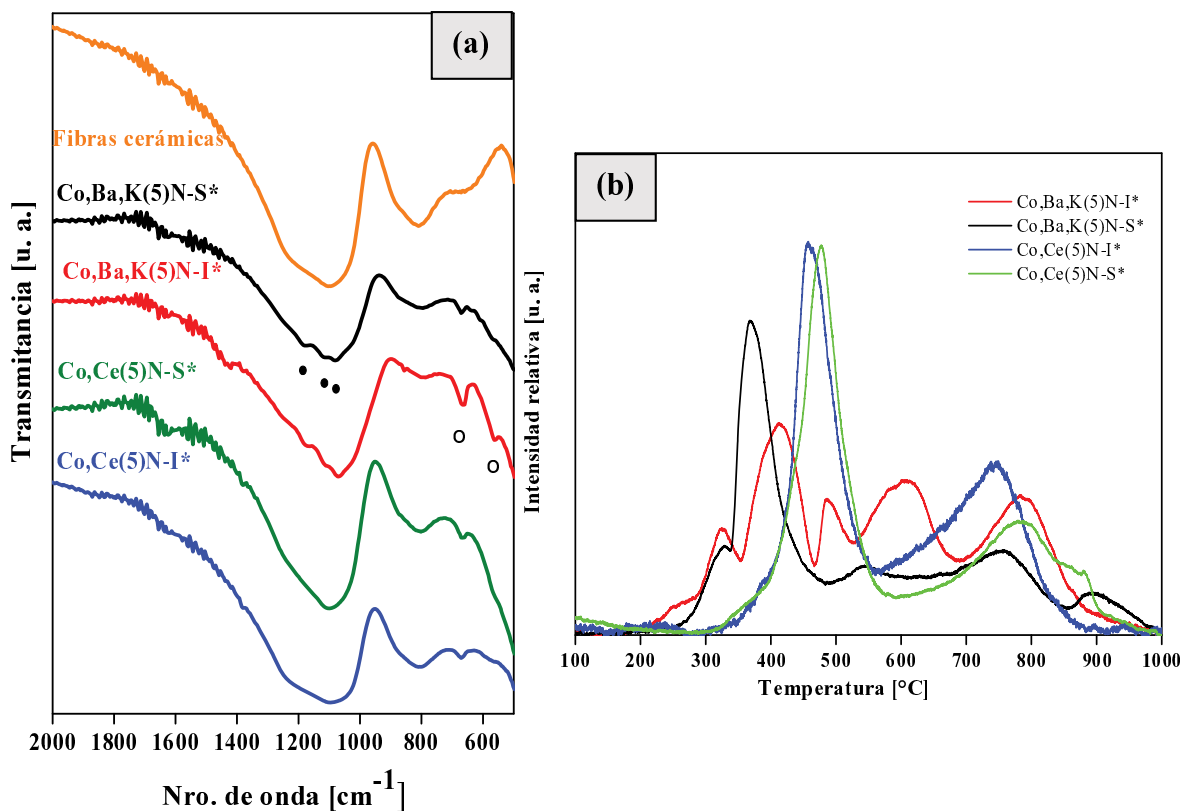 (a)
Fibras cerámicas
Co,Ba,K(5)N-S*
Co,Ba,K(5)N-I*
Co,Ce(5)N-S*
Co,Ce(5)N-I*
Transmitancia [u. a.]
2000 1800 1600 1400 1200 1000 800 600
Nro. de onda [cm-1]
(b)
Co,Ba,K(5)N-I*
Co,Ba,K(5)N-S*
Co,Ce(5)N-I*
Co,Ce(5)N-S*
Intensidad relativa [u. a.]
100 200 300 400 500 600 700 800 900 1000
Temperatura [°C]